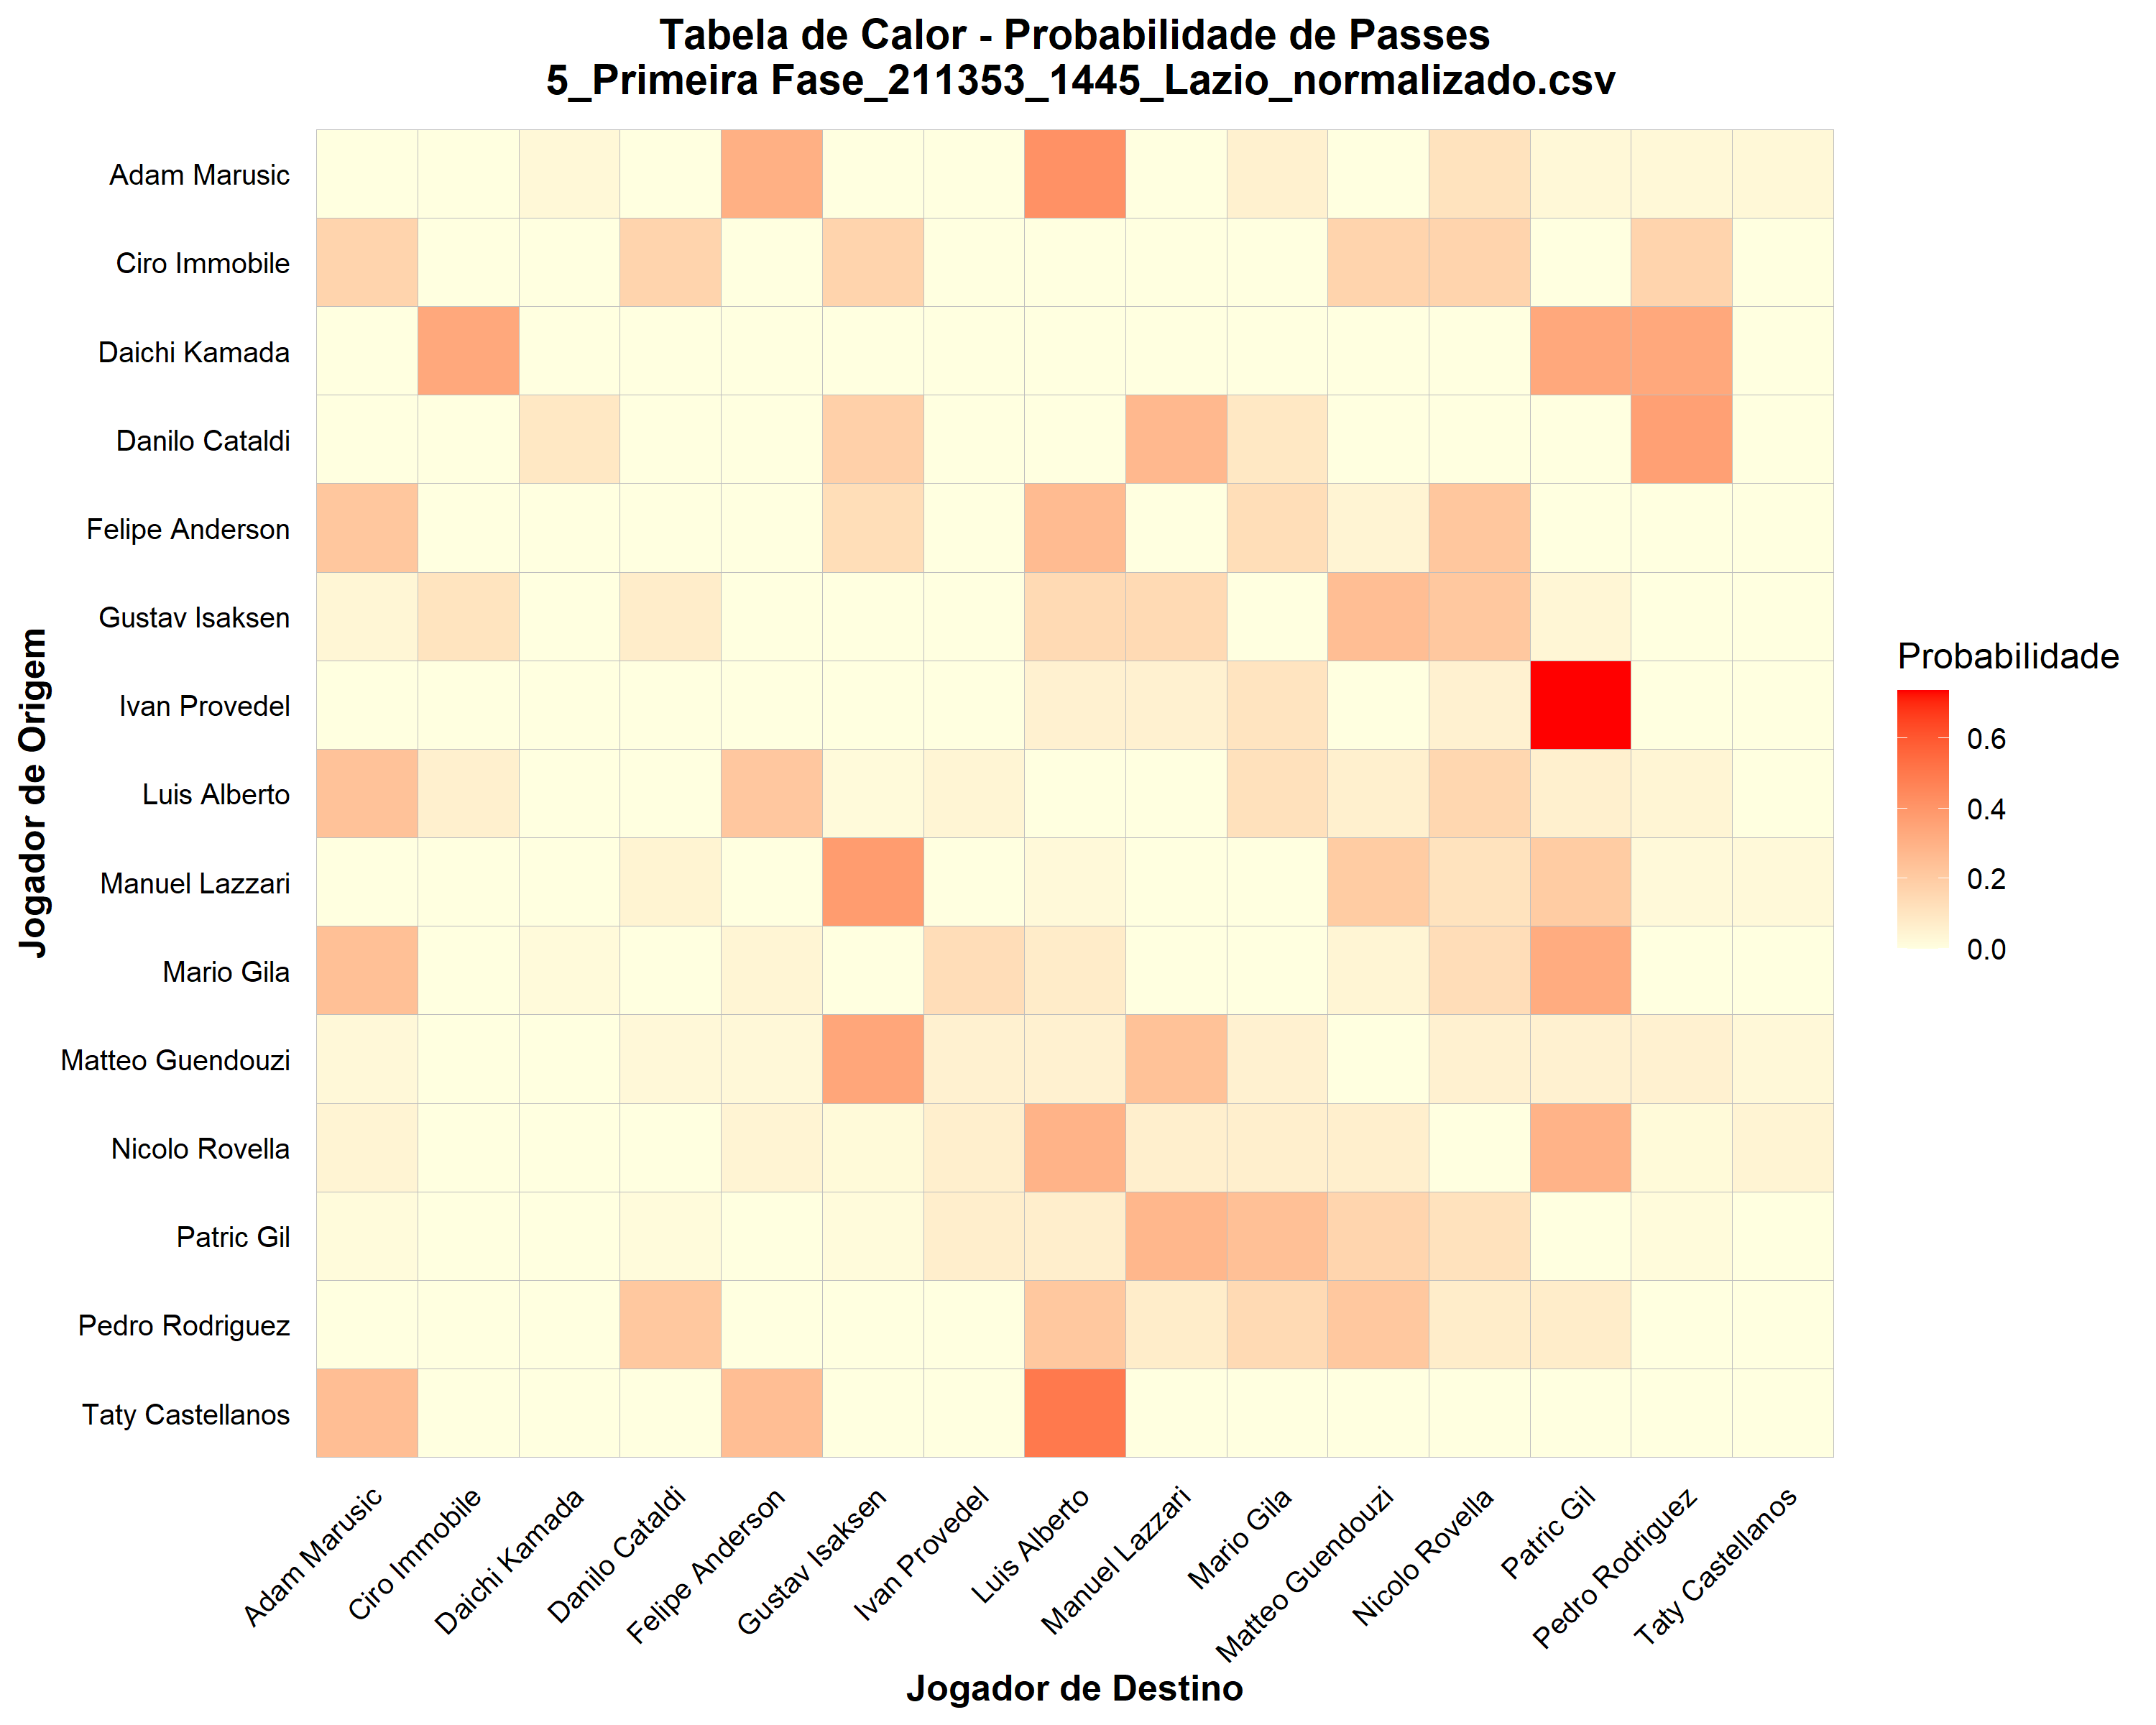 Tabela de Calor - Probabilidade de Passes
5_Primeira Fase_211353_1445_Lazio_normalizado.csv
Jogador de Origem
Adam Marusic
Ciro Immobile
Daichi Kamada
Danilo Cataldi
Felipe Anderson
Gustav Isaksen
Ivan Provedel
Luis Alberto
Manuel Lazzari
Mario Gila
Matteo Guendouzi
Nicolo Rovella
Patric Gil
Pedro Rodriguez
Taty Castellanos
Adam Marusic
Ciro Immobile
Daichi Kamada
Danilo Cataldi
Felipe Anderson
Gustav Isaksen
Ivan Provedel
Luis Alberto
Manuel Lazzari
Mario Gila
Matteo Guendouzi
Nicolo Rovella
Patric Gil
Pedro Rodriguez
Taty Castellanos
Jogador de Destino
Probabilidade
0.6
0.4
0.2
0.0